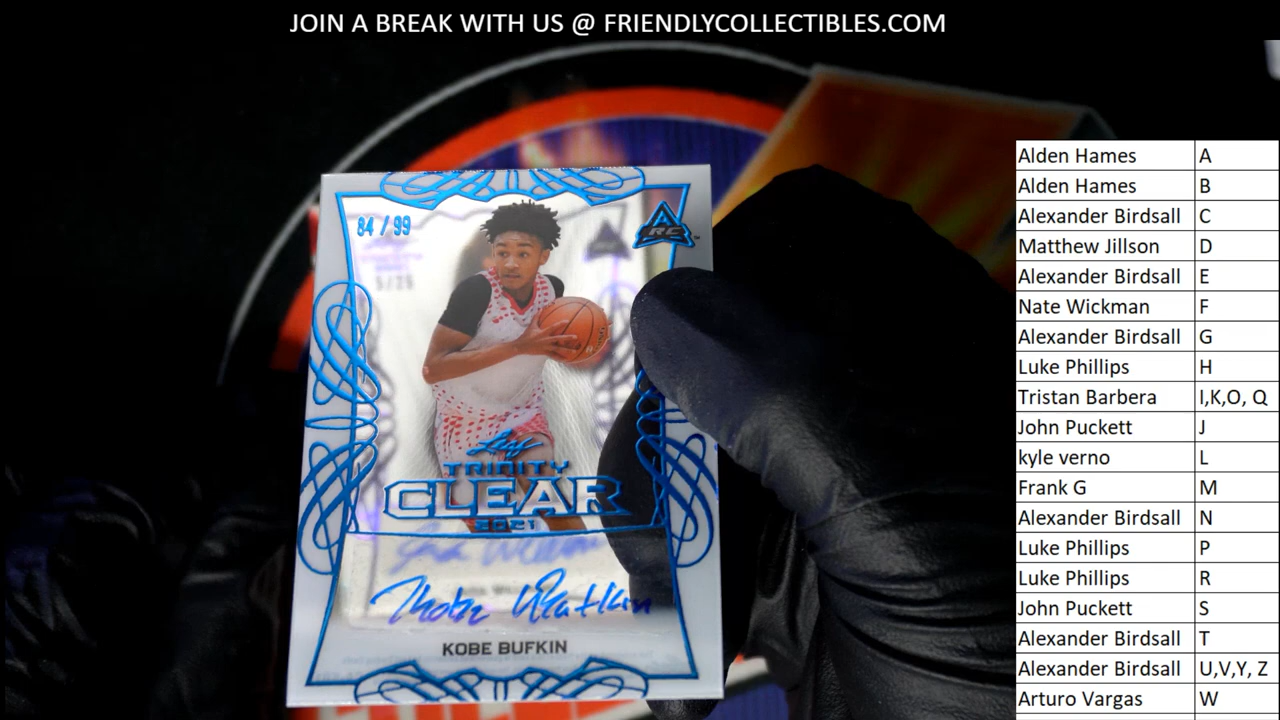 JOIN A BREAK WITH US @ FRIENDLYCOLLECTIBLES.COM
84 / 99
RC
Leaf
TRINITY
CLEAR
2021
KOBE BUFKIN
Alden Hames A
Alden Hames B
Alexander Birdsall C
Matthew Jillson D
Alexander Birdsall E
Nate Wickman F
Alexander Birdsall G
Luke Phillips H
Tristan Barbera I,K,O, Q
John Puckett J
kyle verno L
Frank G M
Alexander Birdsall N
Luke Phillips P
Luke Phillips R
John Puckett S
Alexander Birdsall T
Alexander Birdsall U,V,Y, Z
Arturo Vargas W